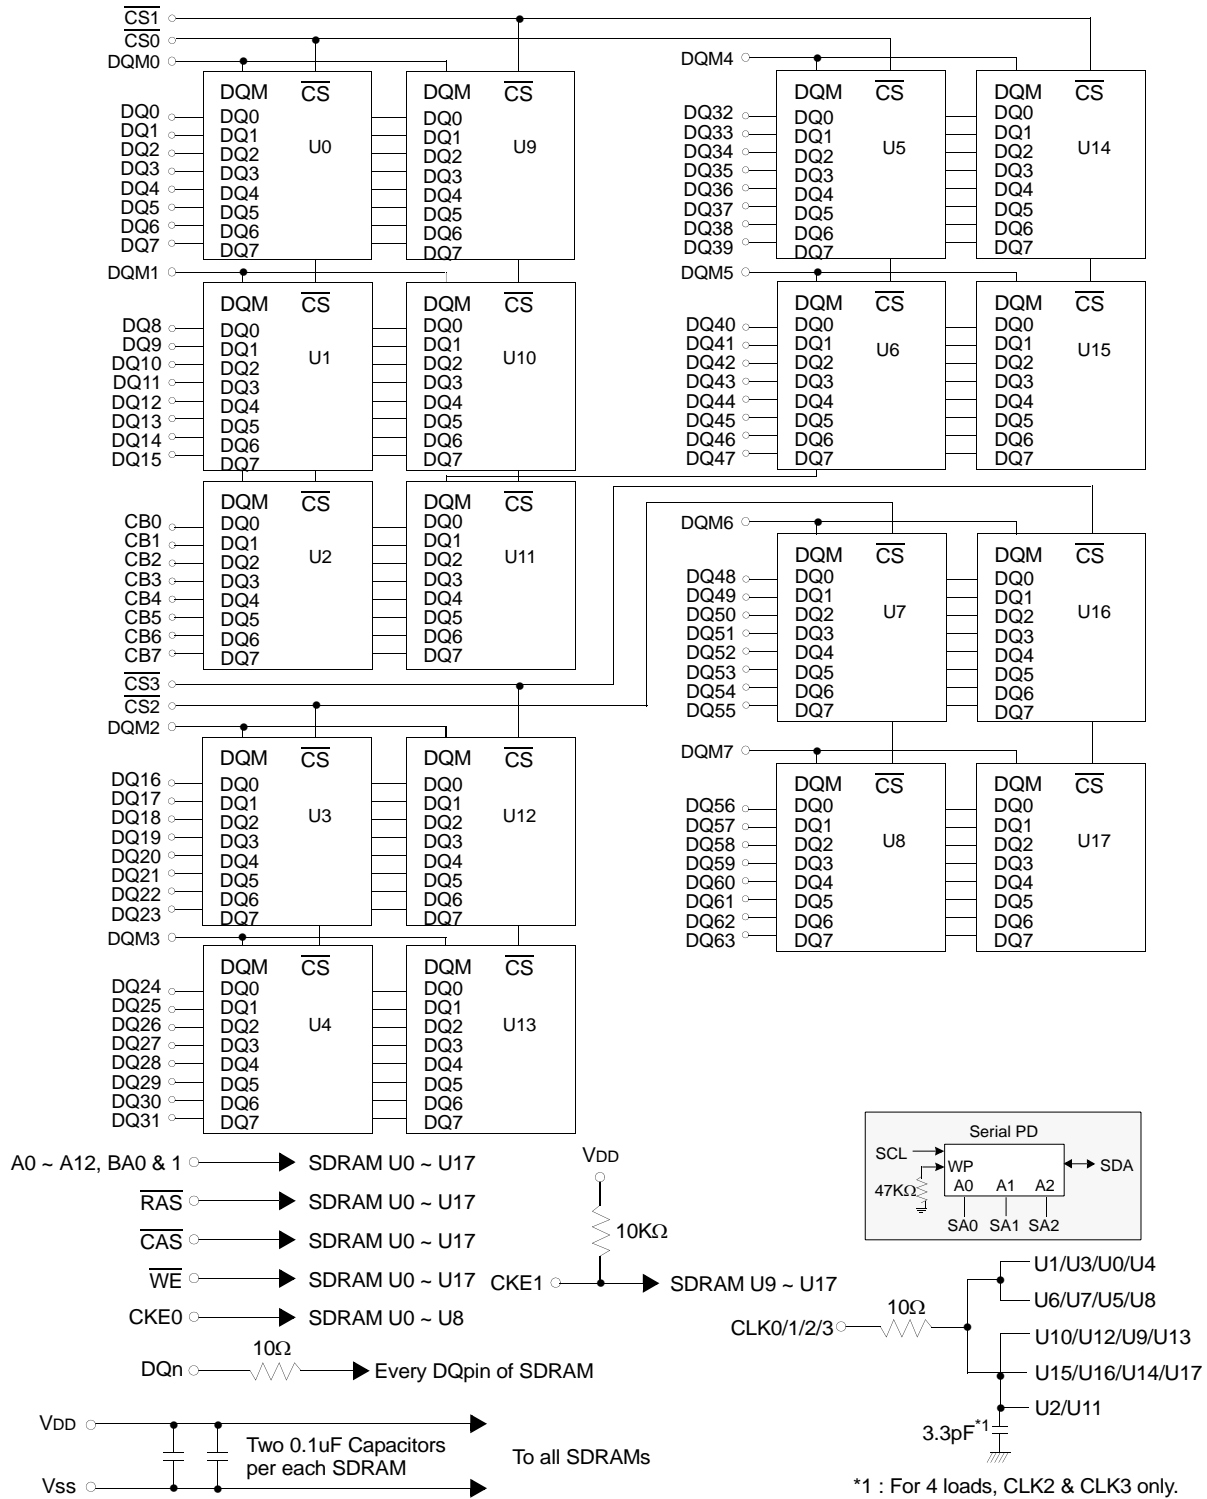 CS1
CS0
DQM0
DQM CS
DQ0 DQ0
DQ1 DQ1
DQ2 DQ2
DQ3 DQ3
DQ4 DQ4
DQ5 DQ5
DQ6 DQ6
DQ7 DQ7
U0
DQM CS
DQ0
DQ1
DQ2
DQ3
DQ4
DQ5
DQ6
DQ7
U9
DQM4
DQM CS
DQ32 DQ0
DQ33 DQ1
DQ34 DQ2
DQ35 DQ3
DQ36 DQ4
DQ37 DQ5
DQ38 DQ6
DQ39 DQ7
U5
DQM CS
DQ0
DQ1
DQ2
DQ3
DQ4
DQ5
DQ6
DQ7
U14
DQM1
DQM CS
DQ8 DQ0
DQ9 DQ1
DQ10 DQ2
DQ11 DQ3
DQ12 DQ4
DQ13 DQ5
DQ14 DQ6
DQ15 DQ7
U1
DQM CS
DQ0
DQ1
DQ2
DQ3
DQ4
DQ5
DQ6
DQ7
U10
DQM5
DQM CS
DQ40 DQ0
DQ41 DQ1
DQ42 DQ2
DQ43 DQ3
DQ44 DQ4
DQ45 DQ5
DQ46 DQ6
DQ47 DQ7
U6
DQM CS
DQ0
DQ1
DQ2
DQ3
DQ4
DQ5
DQ6
DQ7
U15
DQM CS
CB0 DQ0
CB1 DQ1
CB2 DQ2
CB3 DQ3
CB4 DQ4
CB5 DQ5
CB6 DQ6
CB7 DQ7
U2
DQM CS
DQ0
DQ1
DQ2
DQ3
DQ4
DQ5
DQ6
DQ7
U11
DQM6
DQM CS
DQ48 DQ0
DQ49 DQ1
DQ50 DQ2
DQ51 DQ3
DQ52 DQ4
DQ53 DQ5
DQ54 DQ6
DQ55 DQ7
U7
DQM CS
DQ0
DQ1
DQ2
DQ3
DQ4
DQ5
DQ6
DQ7
U16
CS3
CS2
DQM2
DQM CS
DQ16 DQ0
DQ17 DQ1
DQ18 DQ2
DQ19 DQ3
DQ20 DQ4
DQ21 DQ5
DQ22 DQ6
DQ23 DQ7
U3
DQM CS
DQ0
DQ1
DQ2
DQ3
DQ4
DQ5
DQ6
DQ7
U12
DQM7
DQM CS
DQ56 DQ0
DQ57 DQ1
DQ58 DQ2
DQ59 DQ3
DQ60 DQ4
DQ61 DQ5
DQ62 DQ6
DQ63 DQ7
U8
DQM CS
DQ0
DQ1
DQ2
DQ3
DQ4
DQ5
DQ6
DQ7
U17
DQM3
DQM CS
DQ24 DQ0
DQ25 DQ1
DQ26 DQ2
DQ27 DQ3
DQ28 DQ4
DQ29 DQ5
DQ30 DQ6
DQ31 DQ7
U4
DQM CS
DQ0
DQ1
DQ2
DQ3
DQ4
DQ5
DQ6
DQ7
U13
A0 ~ A12, BA0 & 1 SDRAM U0 ~ U17
RAS SDRAM U0 ~ U17
CAS SDRAM U0 ~ U17
WE SDRAM U0 ~ U17
CKE0 SDRAM U0 ~ U8
DQn 10Ω Every DQpin of SDRAM
VDD
10KΩ
CKE1 SDRAM U9 ~ U17
Serial PD
SCL
WP
SDA
47KΩ
A0 A1 A2
SA0 SA1 SA2
CLK0/1/2/3 10Ω
U1/U3/U0/U4
U6/U7/U5/U8
U10/U12/U9/U13
U15/U16/U14/U17
U2/U11
3.3pF*1
VDD
Two 0.1uF Capacitors
per each SDRAM
Vss
To all SDRAMs
*1 : For 4 loads, CLK2 & CLK3 only.